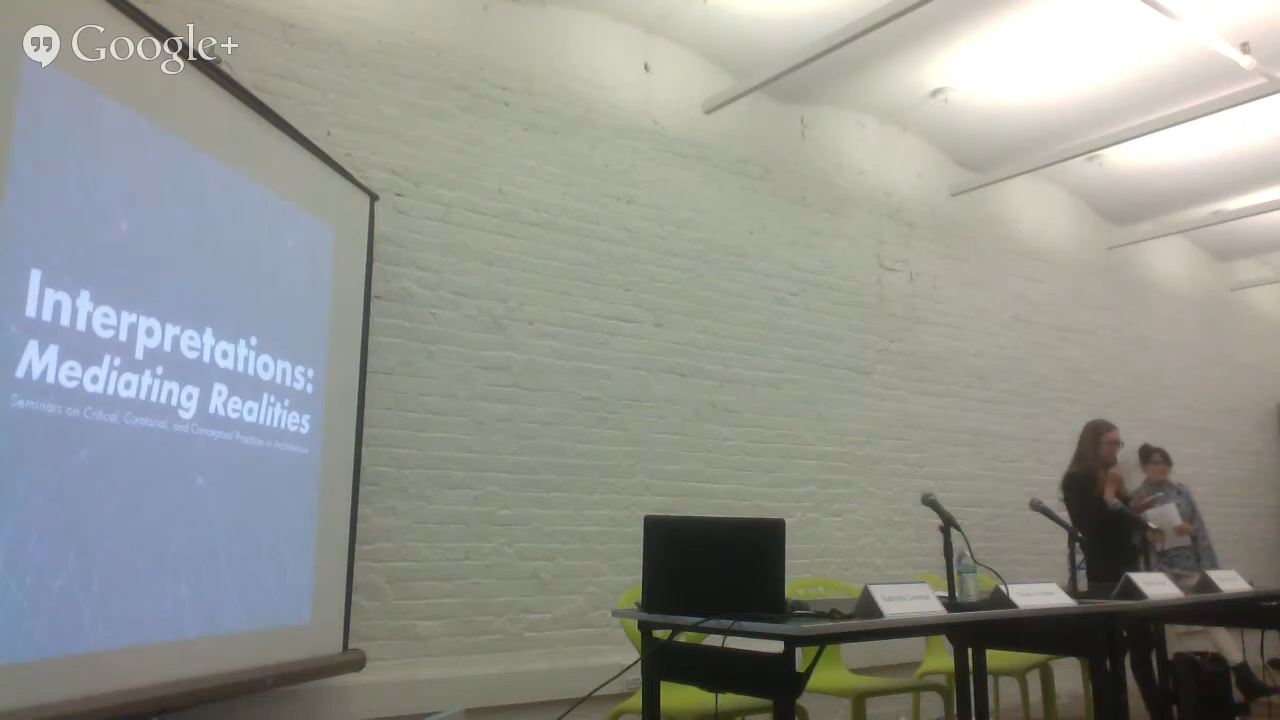 Google+
Interpretations:
Mediating Realities
Seminars on Critical, Curatorial, and Conceptual Practices in Architecture